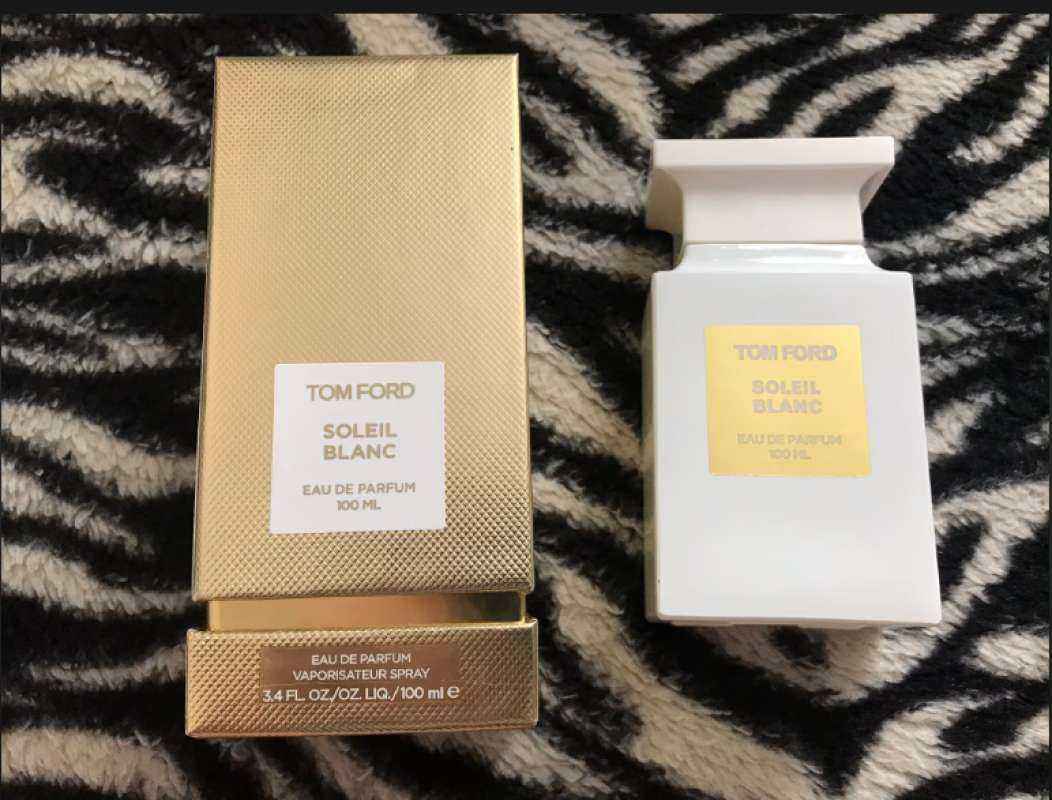 TOM FORD
SOLEIL
BLANC
EAU DE PARFUM
100 ML
EAU DE PARFUM
VAPORISATEUR SPRAY
3.4 FL. OZ./OZ. LIQ./100 ml e
TOM FORD
SOLEIL
BLANC
EAU DE PARFUM
100 ML